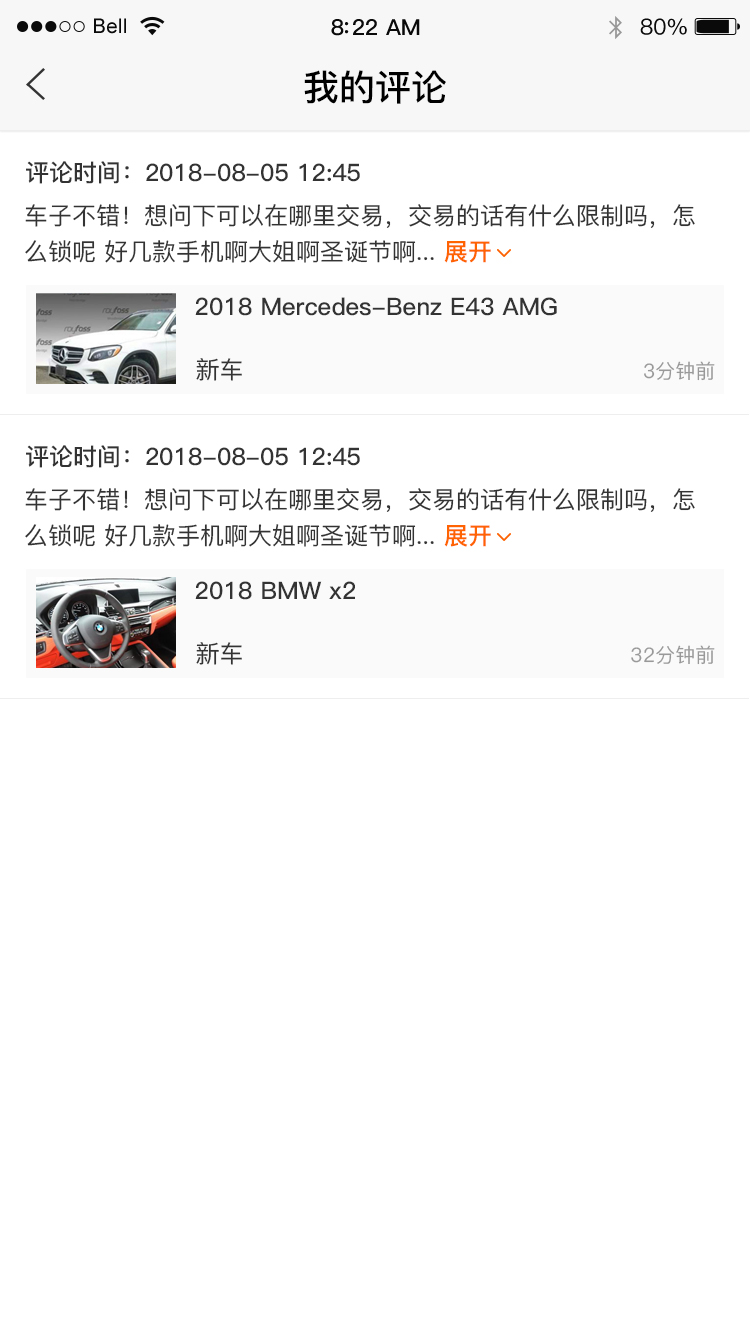 Bell 8:22 AM 80%
我的评论
评论时间：2018-08-05 12:45
车子不错！想问下可以在哪里交易，交易的话有什么限制吗，怎
么锁呢 好几款手机啊大姐啊圣诞节啊... 展开
2018 Mercedes-Benz E43 AMG
新车
3分钟前
评论时间：2018-08-05 12:45
车子不错！想问下可以在哪里交易，交易的话有什么限制吗，怎
么锁呢 好几款手机啊大姐啊圣诞节啊... 展开
2018 BMW x2
新车
32分钟前